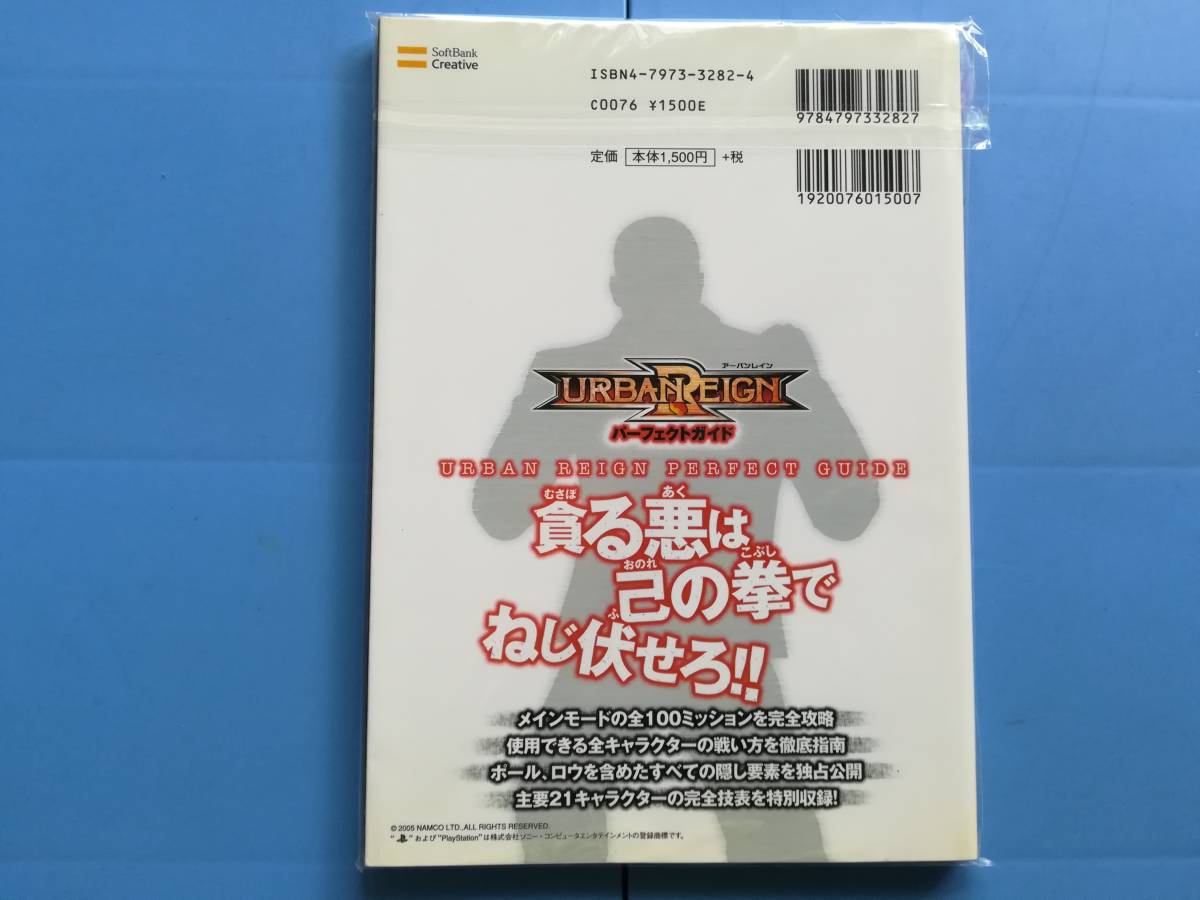 SoftBank
Creative
ISBN4-7973-3282-4
C0076 ¥1500E
9784797332827
定価 本体1,500円 +税
1920076015007
アーバンレイン
URBAN REIGN
パーフェクトガイド
URBAN REIGN PERFECT GUIDE
むさぼ あく
貪る悪は
おのれ こぶし
己の拳で
ふ
ねじ伏せろ!!
メインモードの全100ミッションを完全攻略
使用できる全キャラクターの戦い方を徹底指南
ポール、ロウを含めたすべての隠し要素を独占公開
主要21キャラクターの完全技表を特別収録!
© 2005 NAMCO LTD.,ALL RIGHTS RESERVED.
" " および "PlayStation" は株式会社ソニー・コンピュータエンタテインメントの登録商標です。